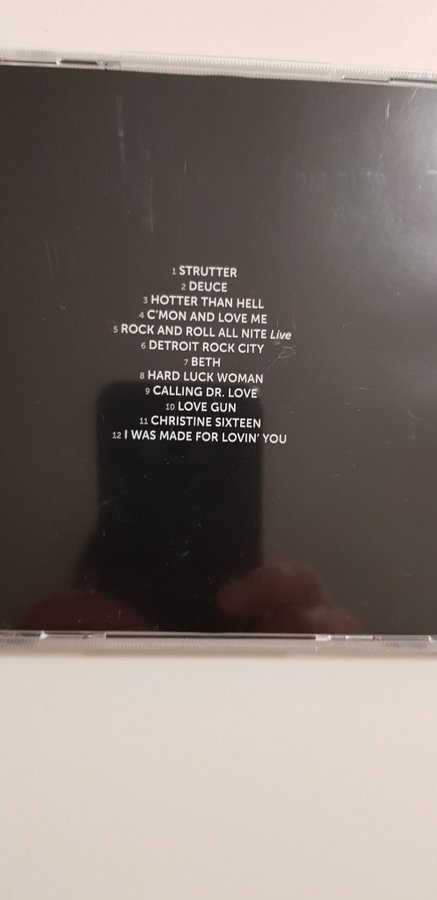 1 STRUTTER
2 DEUCE
3 HOTTER THAN HELL
4 C'MON AND LOVE ME
5 ROCK AND ROLL ALL NITE Live
6 DETROIT ROCK CITY
7 BETH
8 HARD LUCK WOMAN
9 CALLING DR. LOVE
10 LOVE GUN
11 CHRISTINE SIXTEEN
12 I WAS MADE FOR LOVIN' YOU